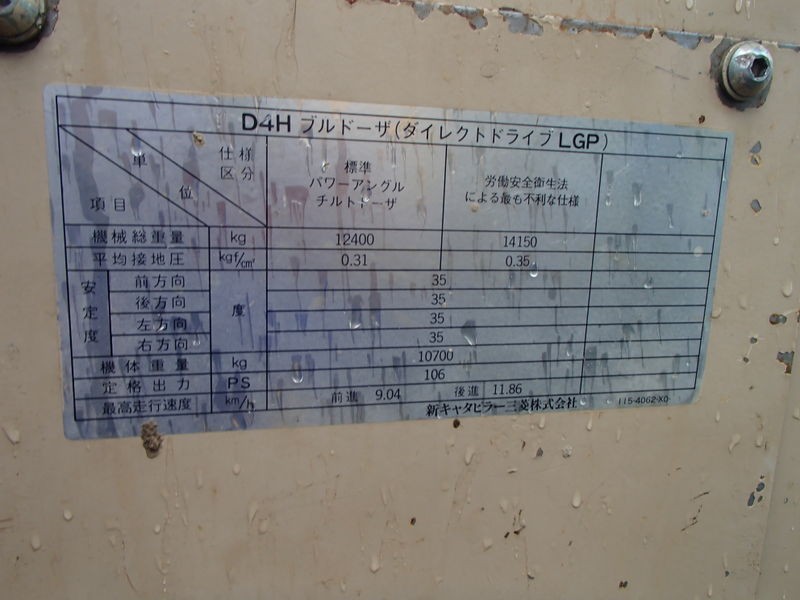 D4H ブルドーザ(ダイレクトドライブLGP)
単位 仕様区分 項目
標準 パワーアングル チルトドーザ
労働安全衛生法 による最も不利な仕様
機械総重量 kg 12400 14150
平均接地圧 kgf/cm² 0.31 0.35
安定度 度
前方向 35
後方向 35
左方向 35
右方向 35
機体重量 kg 10700
定格出力 PS 106
最高走行速度 km/h 前進 9.04 後進 11.86
新キャタピラー三菱株式会社 115-4062-X0